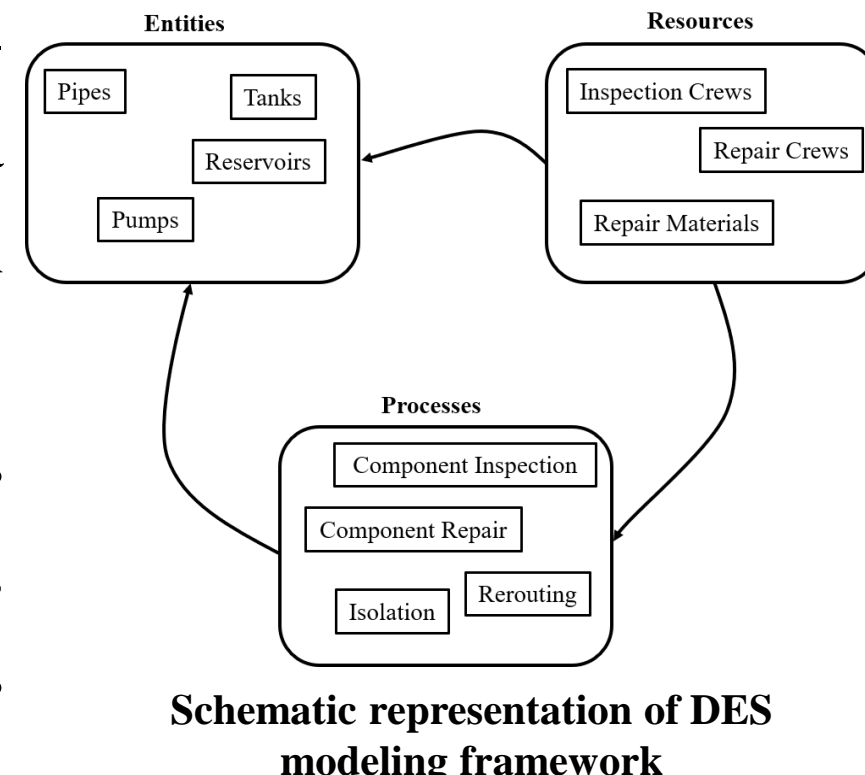 Entities
Resources
Pipes
Tanks
Reservoirs
Pumps
Inspection Crews
Repair Crews
Repair Materials
Processes
Component Inspection
Component Repair
Rerouting
Isolation
Schematic representation of DES
modeling framework